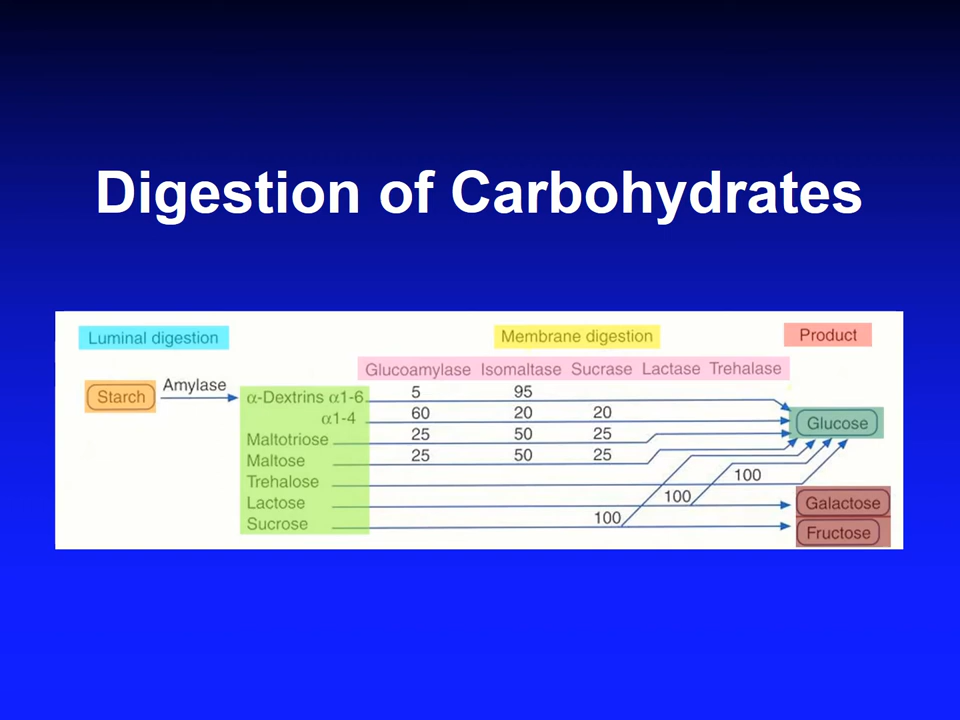 Digestion of Carbohydrates
Luminal digestion Membrane digestion Product
Glucoamylase Isomaltase Sucrase Lactase Trehalase
Starch Amylase
α-Dextrins α1-6 5 95
α1-4 60 20 20
Glucose
Maltotriose 25 50 25
Maltose 25 50 25
Trehalose 100
Lactose 100 Galactose
Sucrose 100
Fructose